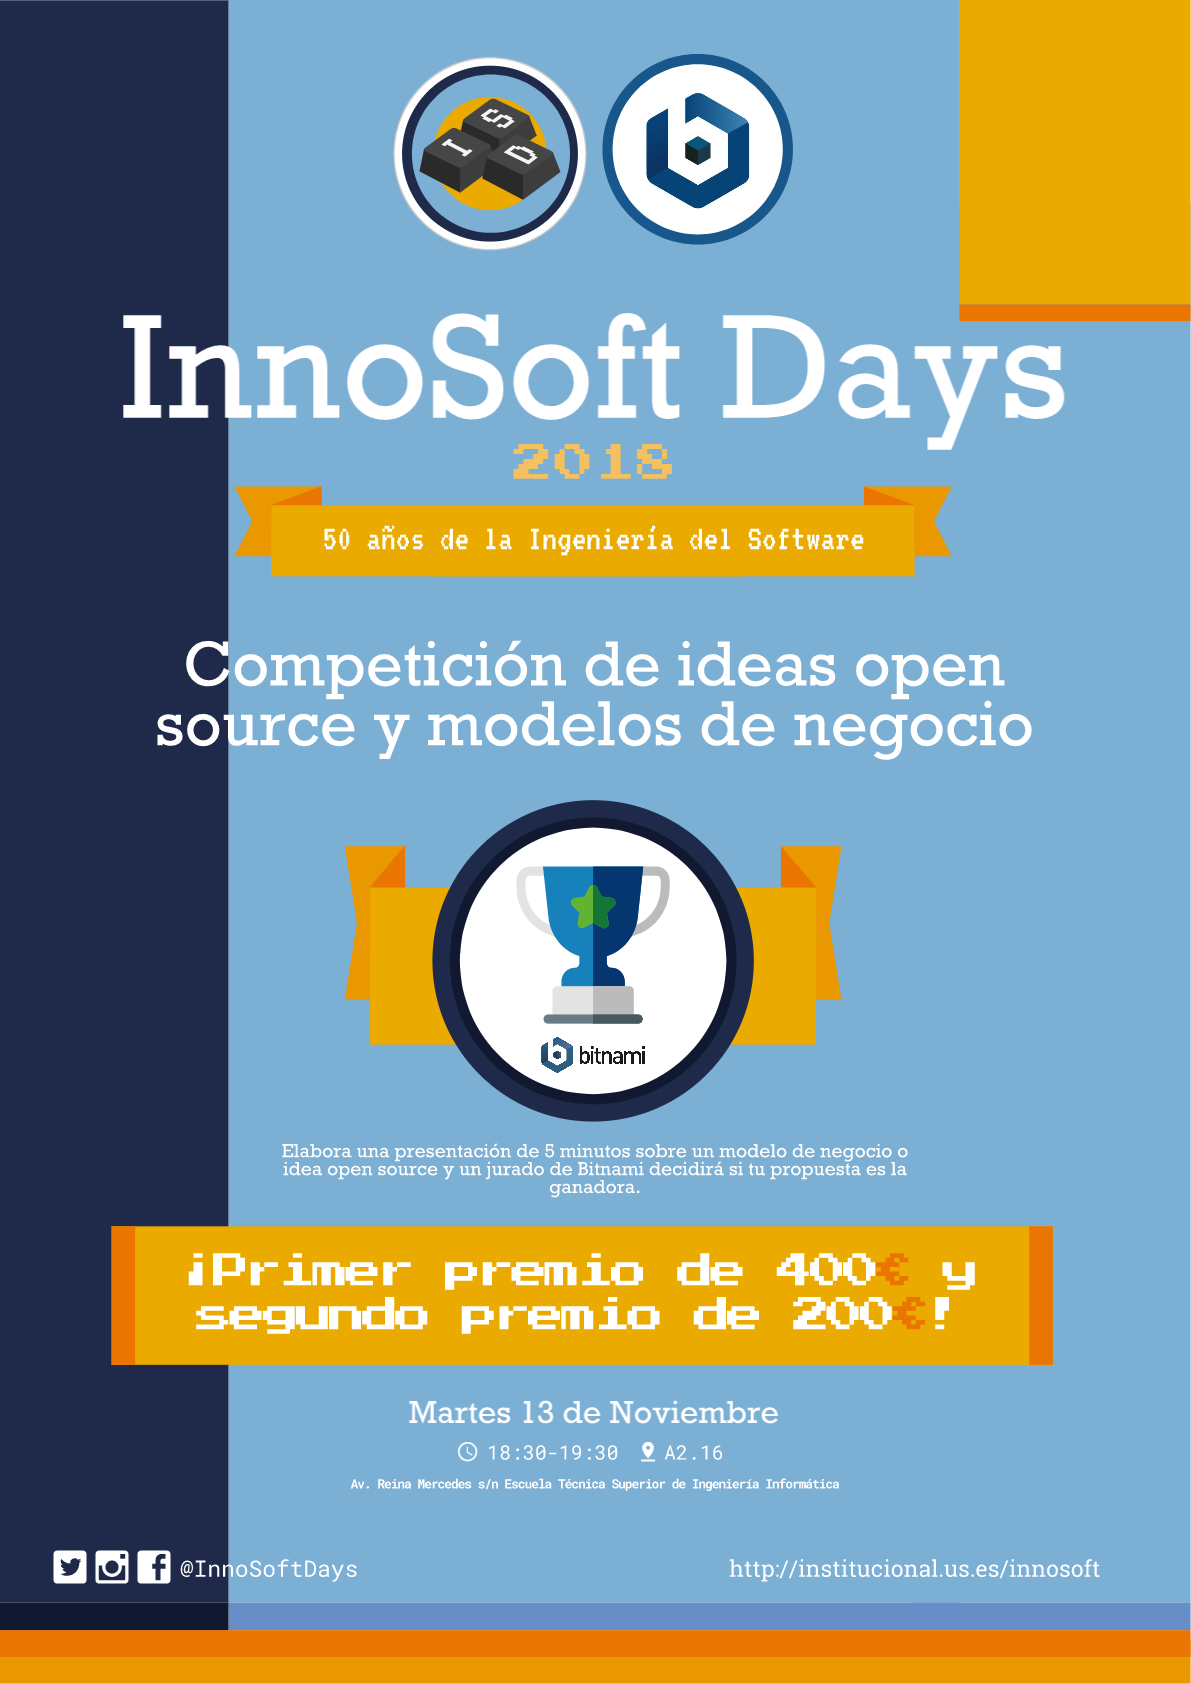 I S D
InnoSoft Days
2018
50 años de la Ingeniería del Software
Competición de ideas open
source y modelos de negocio
bitnami
Elabora una presentación de 5 minutos sobre un modelo de negocio o
idea open source y un jurado de Bitnami decidirá si tu propuesta es la
ganadora.
¡Primer premio de 400€ y
segundo premio de 200€!
Martes 13 de Noviembre
18:30-19:30 A2.16
Av. Reina Mercedes s/n Escuela Técnica Superior de Ingeniería Informática
@InnoSoftDays http://institucional.us.es/innosoft